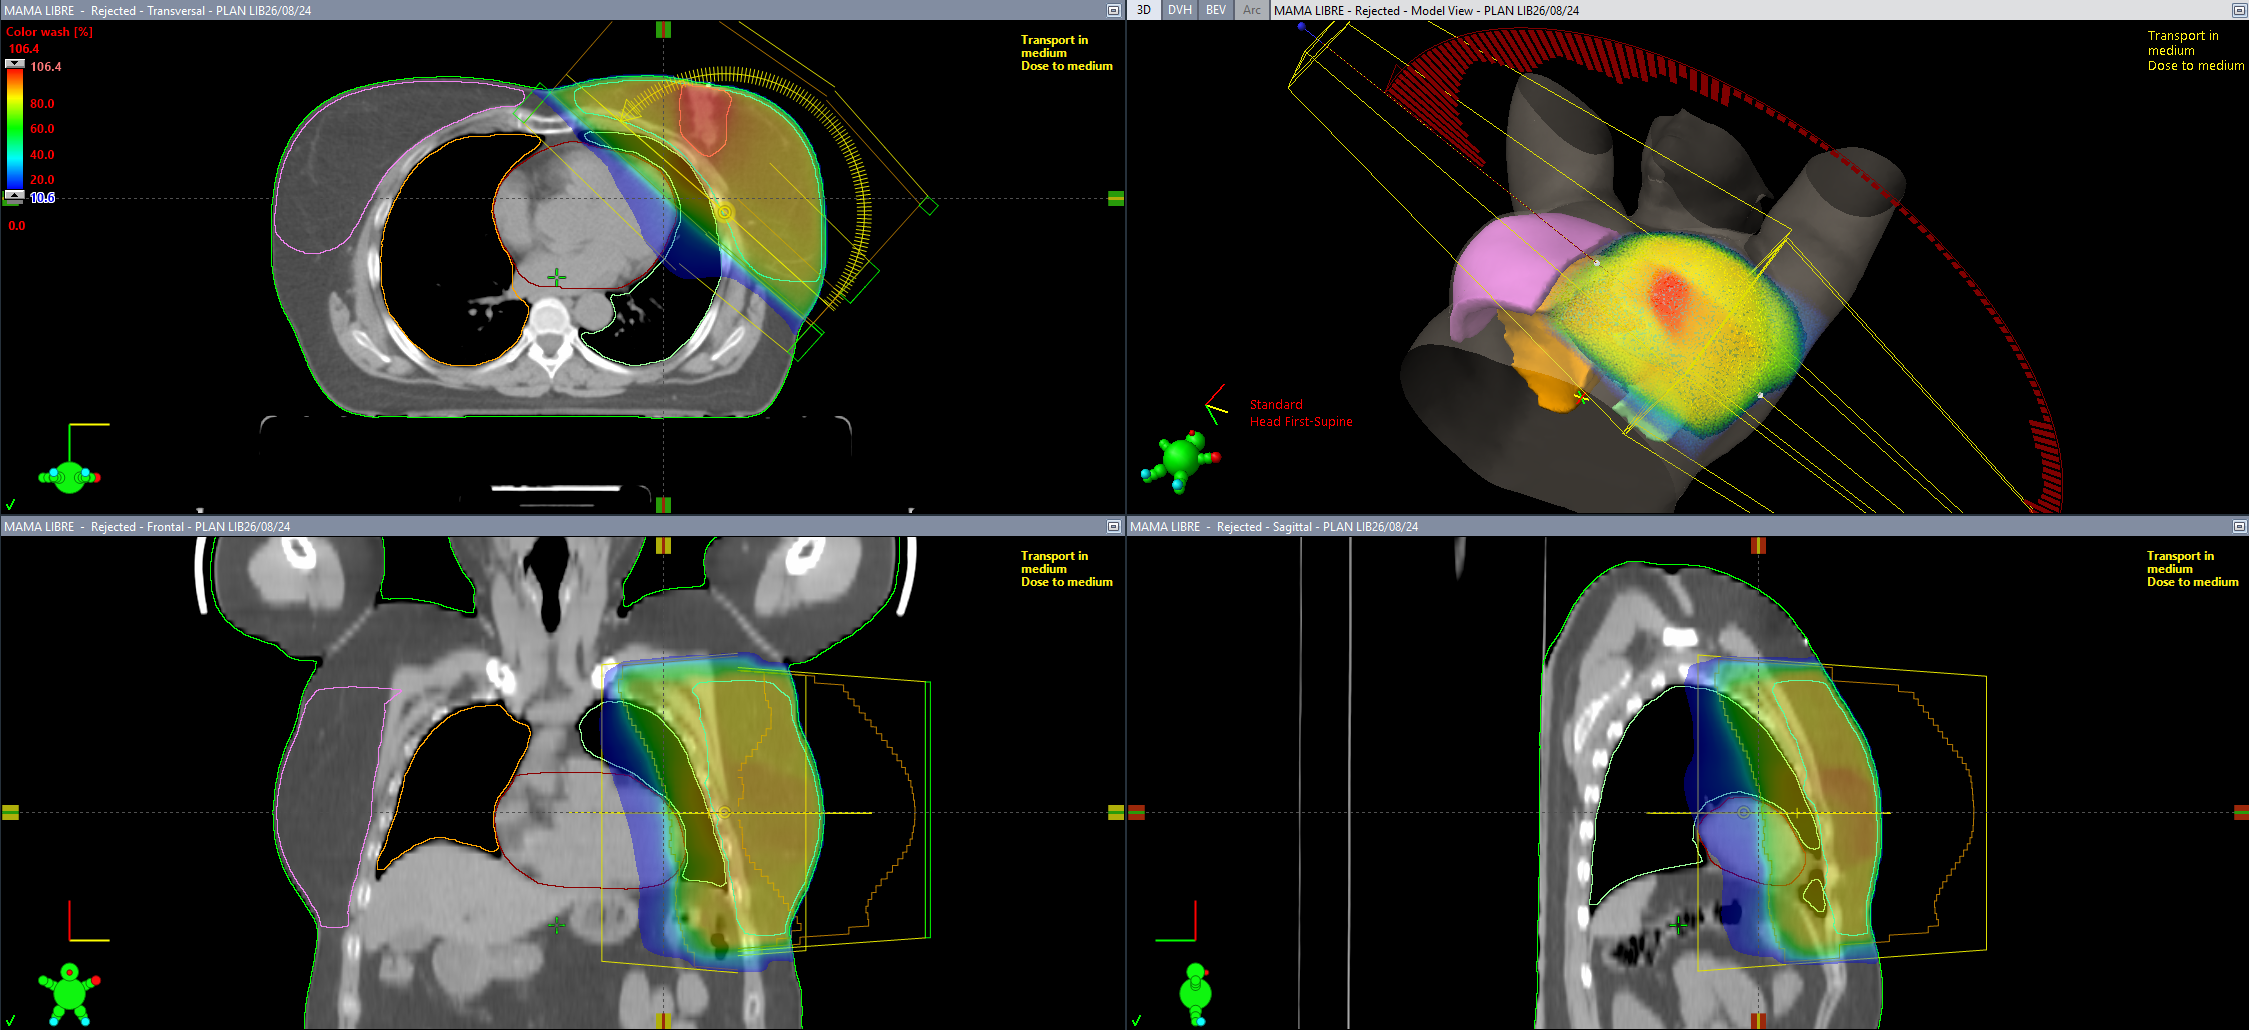 MAMA LIBRE - Rejected - Transversal - PLAN LIB26/08/24
Color wash [%]
106.4
106.4
80.0
60.0
40.0
20.0
10.6
0.0
Transport in
medium
Dose to medium
3D DVH BEV Arc MAMA LIBRE - Rejected - Model View - PLAN LIB26/08/24
Transport in
medium
Dose to medium
Standard
Head First-Supine
MAMA LIBRE - Rejected - Frontal - PLAN LIB26/08/24
Transport in
medium
Dose to medium
MAMA LIBRE - Rejected - Sagittal - PLAN LIB26/08/24
Transport in
medium
Dose to medium